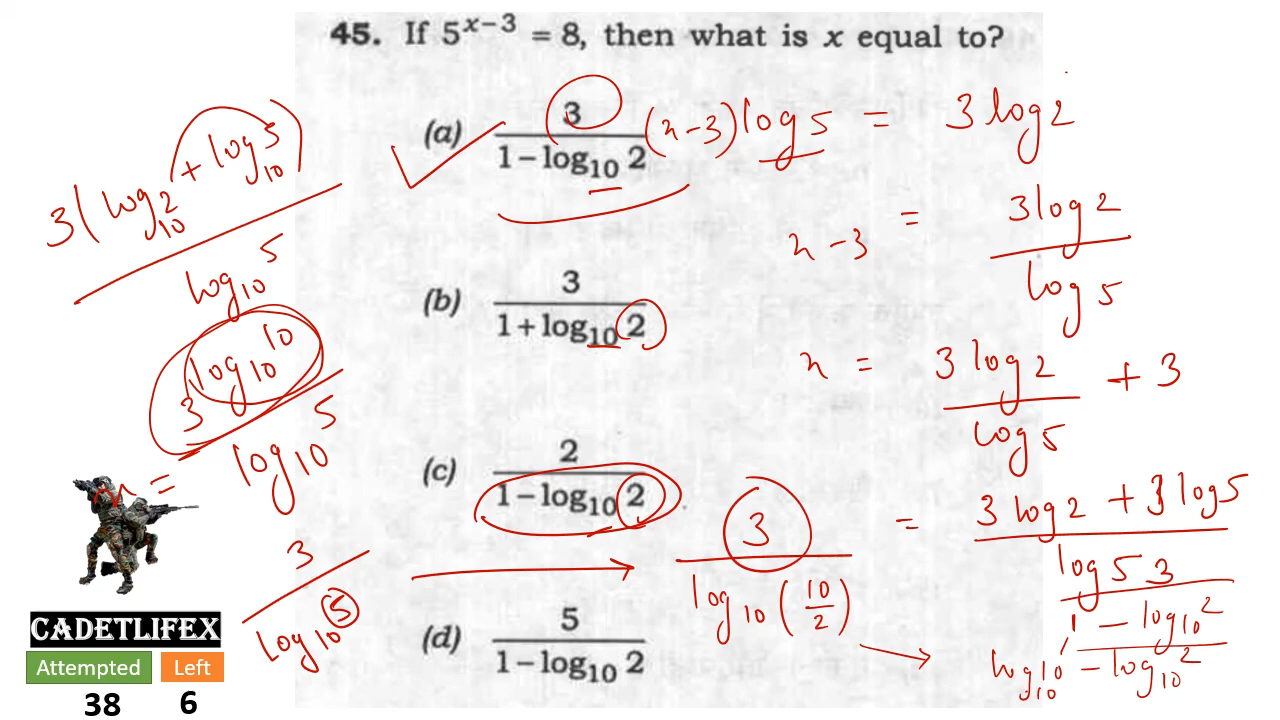 45. If 5^{x-3} = 8, then what is x equal to?
(a) 3 / (1 - log₁₀ 2)
(x-3) log 5 = 3 log 2
x - 3 = 3 log 2 / log 5
(b) 3 / (1 + log₁₀ 2)
x = 3 log 2 / log 5 + 3
(c) 2 / (1 - log₁₀ 2)
= (3 log 2 + 3 log 5) / log 5
(d) 5 / (1 - log₁₀ 2)
3 (log₁₀ 2 + log₁₀ 5) / log₁₀ 5
x = 3 log₁₀ 10 / log₁₀ 5
3 / log₁₀ 5
3 / log₁₀ (10/2)
3 / (1 - log₁₀ 2)
log₁₀ 10 - log₁₀ 2
CADETLIFEX
Attempted Left
38 6